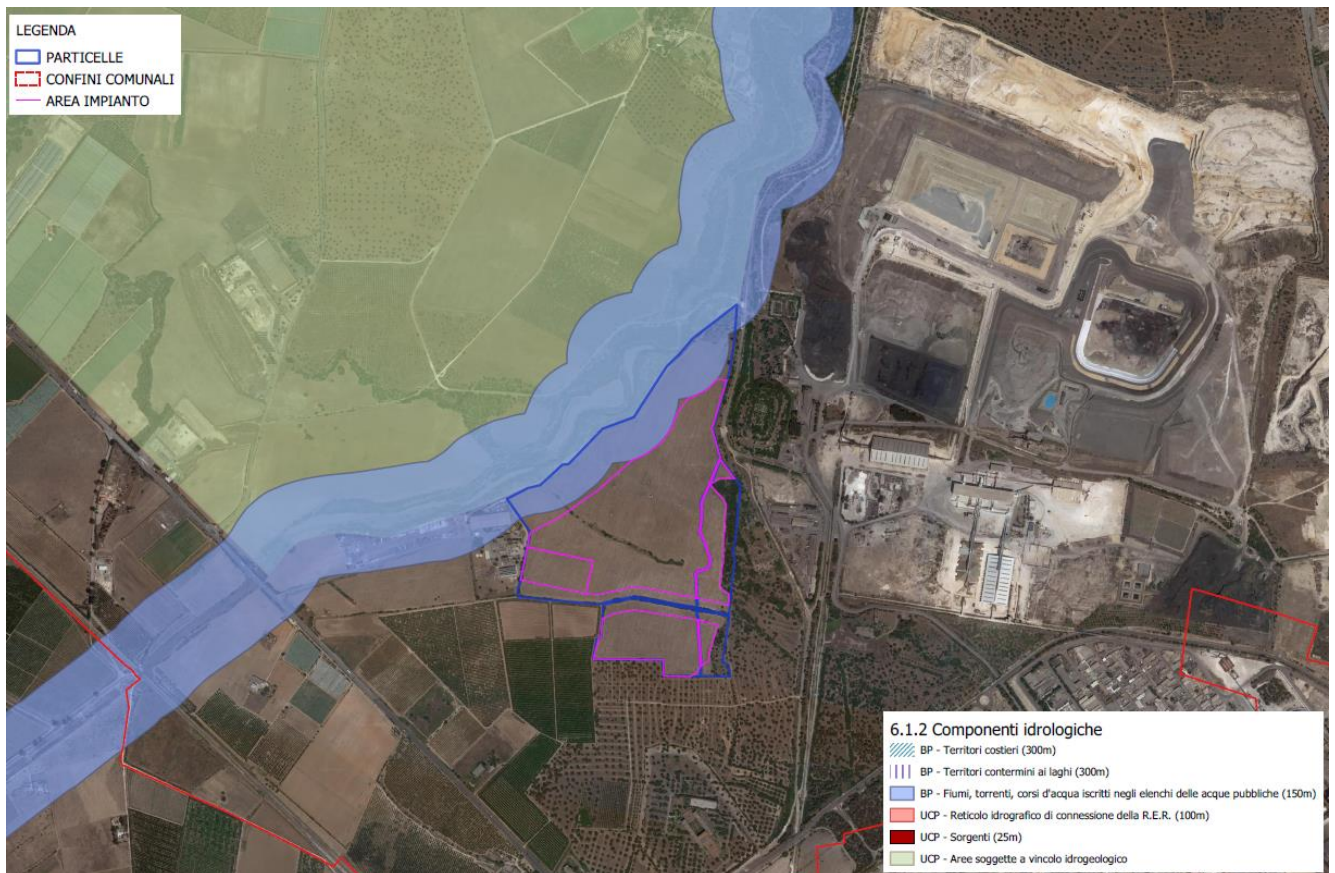 LEGENDA
PARTICELLE
CONFINI COMUNALI
AREA IMPIANTO
6.1.2 Componenti idrologiche
BP - Territori costieri (300m)
BP - Territori contermini ai laghi (300m)
BP - Fiumi, torrenti, corsi d'acqua iscritti negli elenchi delle acque pubbliche (150m)
UCP - Reticolo idrografico di connessione della R.E.R. (100m)
UCP - Sorgenti (25m)
UCP - Aree soggette a vincolo idrogeologico